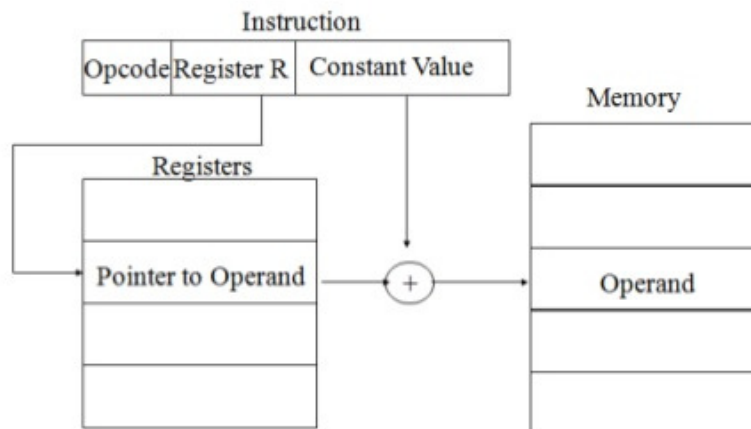 Instruction
Opcode Register R Constant Value
Memory
Registers
Pointer to Operand
+
Operand